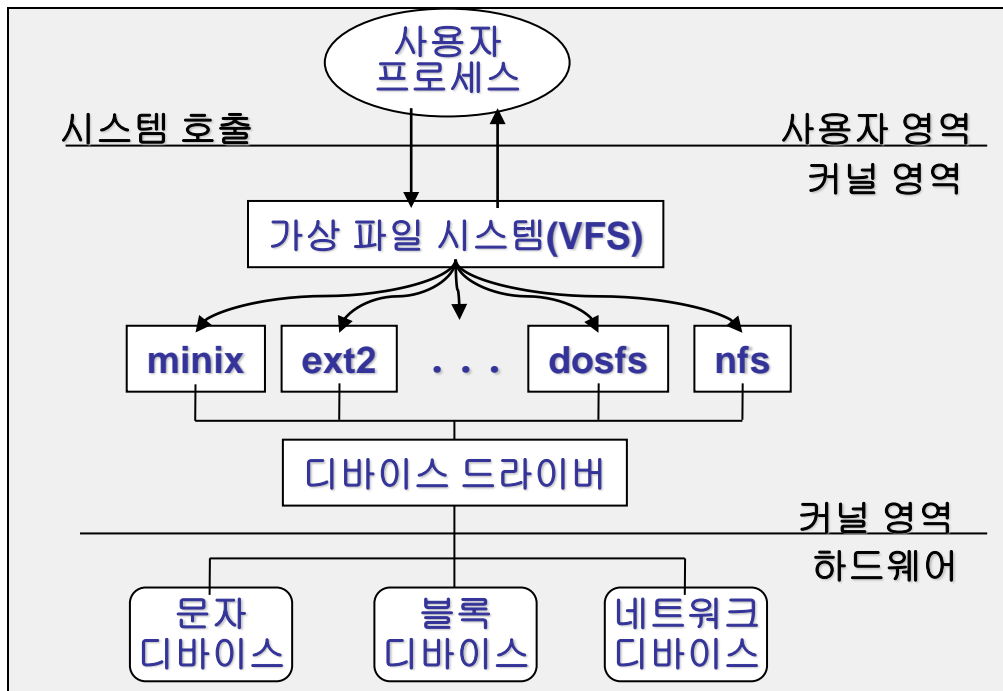 사용자
프로세스
시스템 호출
사용자 영역
커널 영역
가상 파일 시스템(VFS)
minix
ext2
. . .
dosfs
nfs
디바이스 드라이버
커널 영역
하드웨어
문자
디바이스
블록
디바이스
네트워크
디바이스